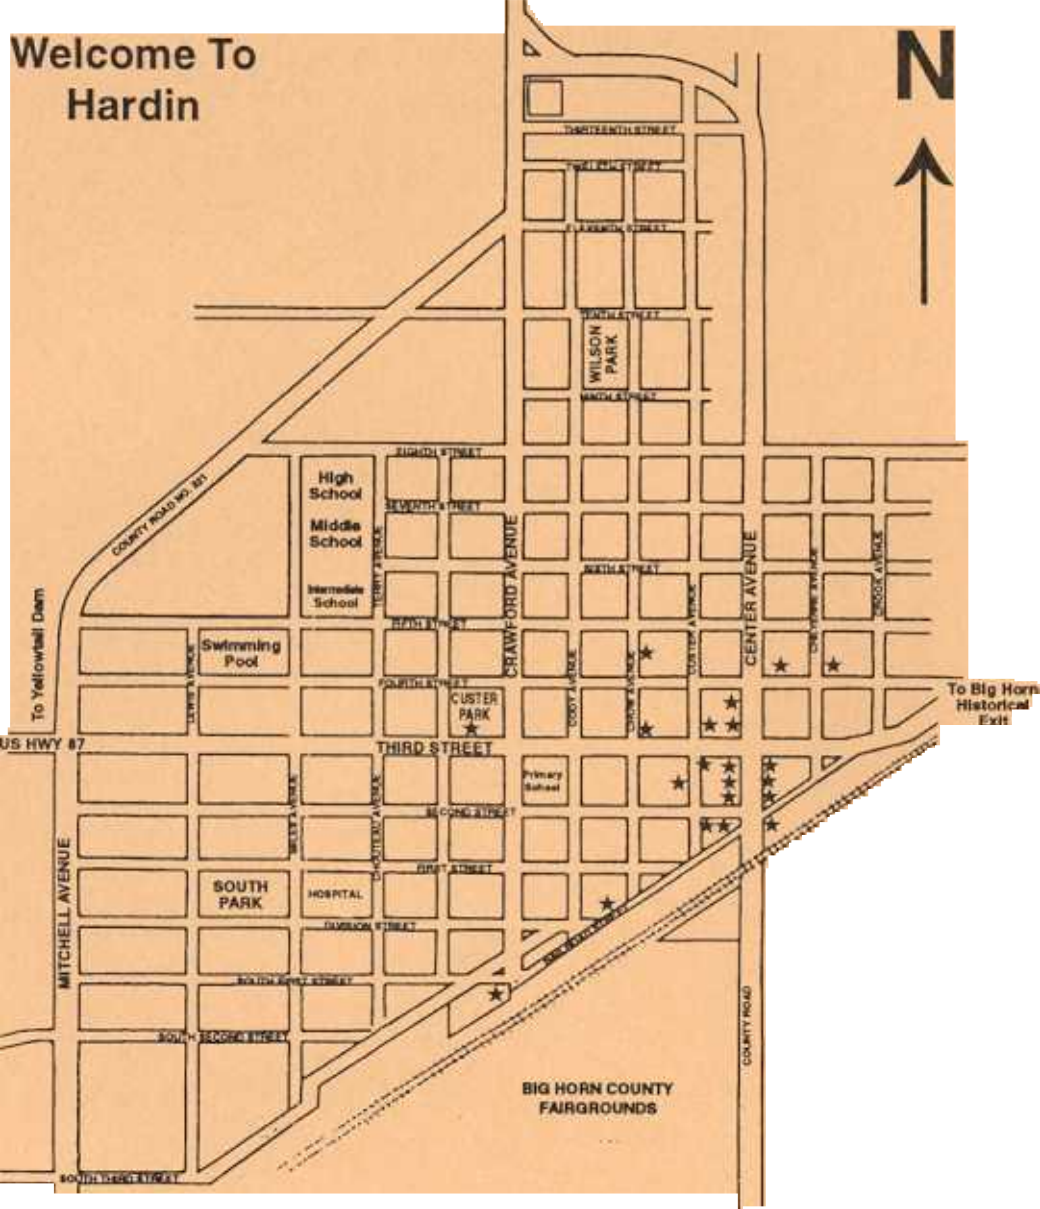 Welcome To
Hardin
N
THIRTEENTH STREET
TWELFTH STREET
ELEVENTH STREET
TENTH STREET
WILSON
PARK
NINTH STREET
EIGHTH STREET
High
School
SEVENTH STREET
COUNTY ROAD NO. 321
Middle
School
TERRY AVENUE
CRAWFORD AVENUE
CENTER AVENUE
CHEYENNE AVENUE
CROOK AVENUE
SIXTH STREET
Intermediate
School
To Yellowtail Dam
FIFTH STREET
CUSTER AVENUE
Swimming
Pool
LEWIS AVENUE
CODY AVENUE
CROW AVENUE
FOURTH STREET
CUSTER
PARK
To Big Horn
Historical
Exit
US HWY 87
THIRD STREET
Primary
School
MILES AVENUE
CHOUTEAU AVENUE
SECOND STREET
MITCHELL AVENUE
FIRST STREET
SOUTH
PARK
HOSPITAL
DIVISION STREET
RAILROAD STREET
SOUTH FIRST STREET
COUNTY ROAD
SOUTH SECOND STREET
BIG HORN COUNTY
FAIRGROUNDS
SOUTH THIRD STREET